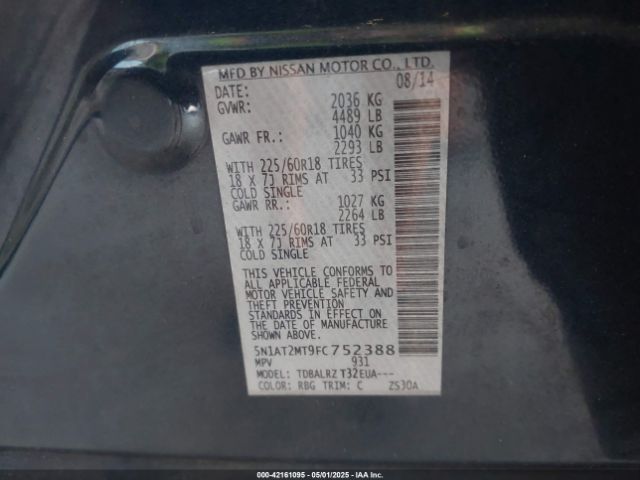 MFD BY NISSAN MOTOR CO., LTD.
DATE: 08/14
GVWR: 2036 KG
4489 LB
GAWR FR.: 1040 KG
2293 LB
WITH 225/60R18 TIRES
18 X 7J RIMS AT 33 PSI
COLD SINGLE
GAWR RR.: 1027 KG
2264 LB
WITH 225/60R18 TIRES
18 X 7J RIMS AT 33 PSI
COLD SINGLE
THIS VEHICLE CONFORMS TO
ALL APPLICABLE FEDERAL
MOTOR VEHICLE SAFETY AND
THEFT PREVENTION
STANDARDS IN EFFECT ON THE
DATE OF MANUFACTURE
SHOWN ABOVE.
5N1AT2MT9FC752388
MPV 931
MODEL: TDBALRZ T32EUA---
COLOR: RBG TRIM: C ZS30A
000-42161095 - 05/01/2025 - IAA Inc.